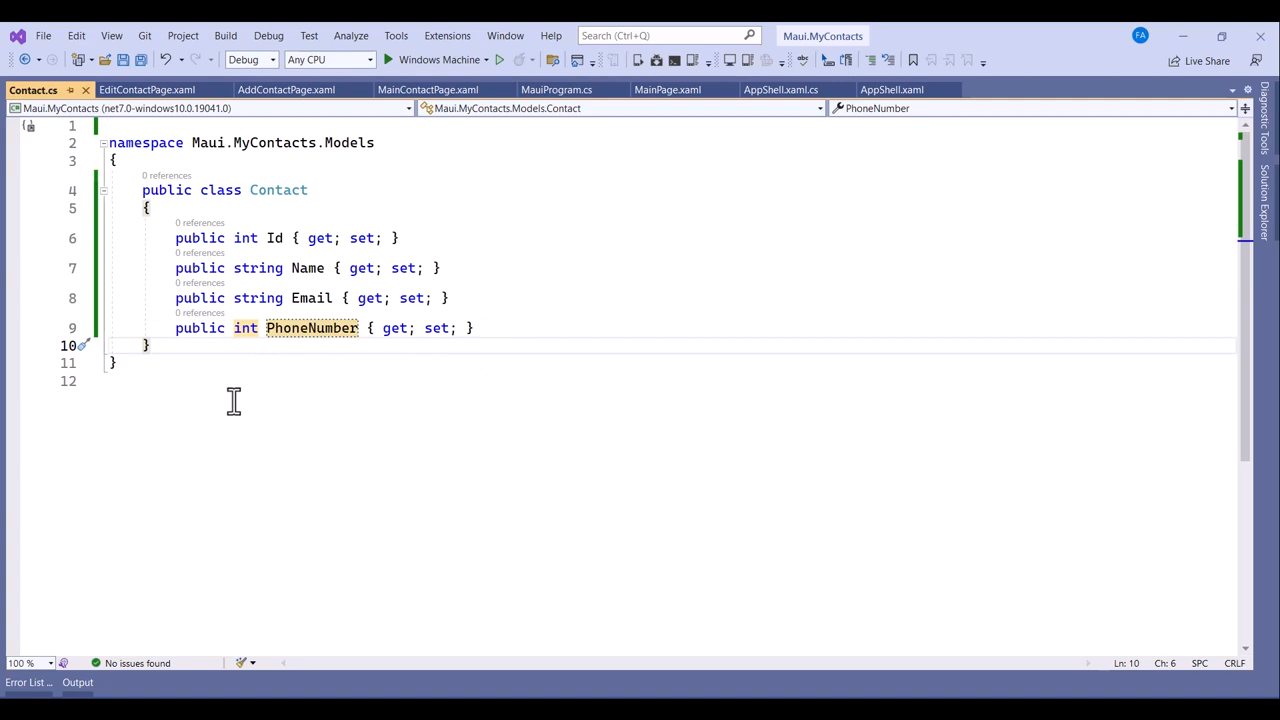 File Edit View Git Project Build Debug Test Analyze Tools Extensions Window Help Search (Ctrl+Q) Maui.MyContacts FA
Debug Any CPU Windows Machine Live Share
Contact.cs EditContactPage.xaml AddContactPage.xaml MainContactPage.xaml MauiProgram.cs MainPage.xaml AppShell.xaml.cs AppShell.xaml
Maui.MyContacts (net7.0-windows10.0.19041.0) Maui.MyContacts.Models.Contact PhoneNumber
1
2 namespace Maui.MyContacts.Models
3 {
0 references
4 public class Contact
5 {
0 references
6 public int Id { get; set; }
0 references
7 public string Name { get; set; }
0 references
8 public string Email { get; set; }
0 references
9 public int PhoneNumber { get; set; }
10 }
11 }
12
Diagnostic Tools
Solution Explorer
100 % No issues found Ln: 10 Ch: 6 SPC CRLF
Error List ... Output